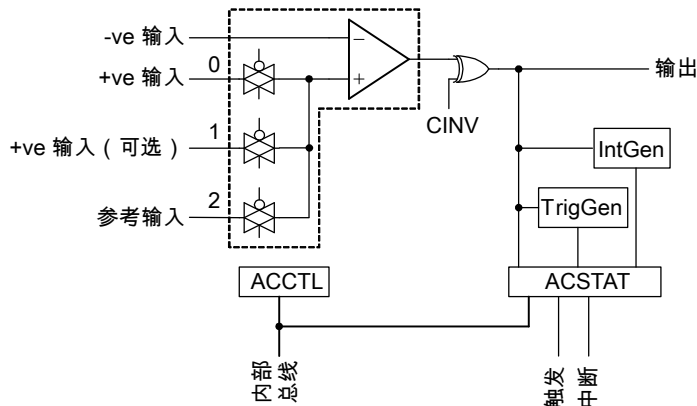 -ve 输入
+ve 输入
0
+ve 输入（可选）
1
参考输入
2
−
+
CINV
输出
IntGen
TrigGen
ACCTL
ACSTAT
内部
总线
触发
中断